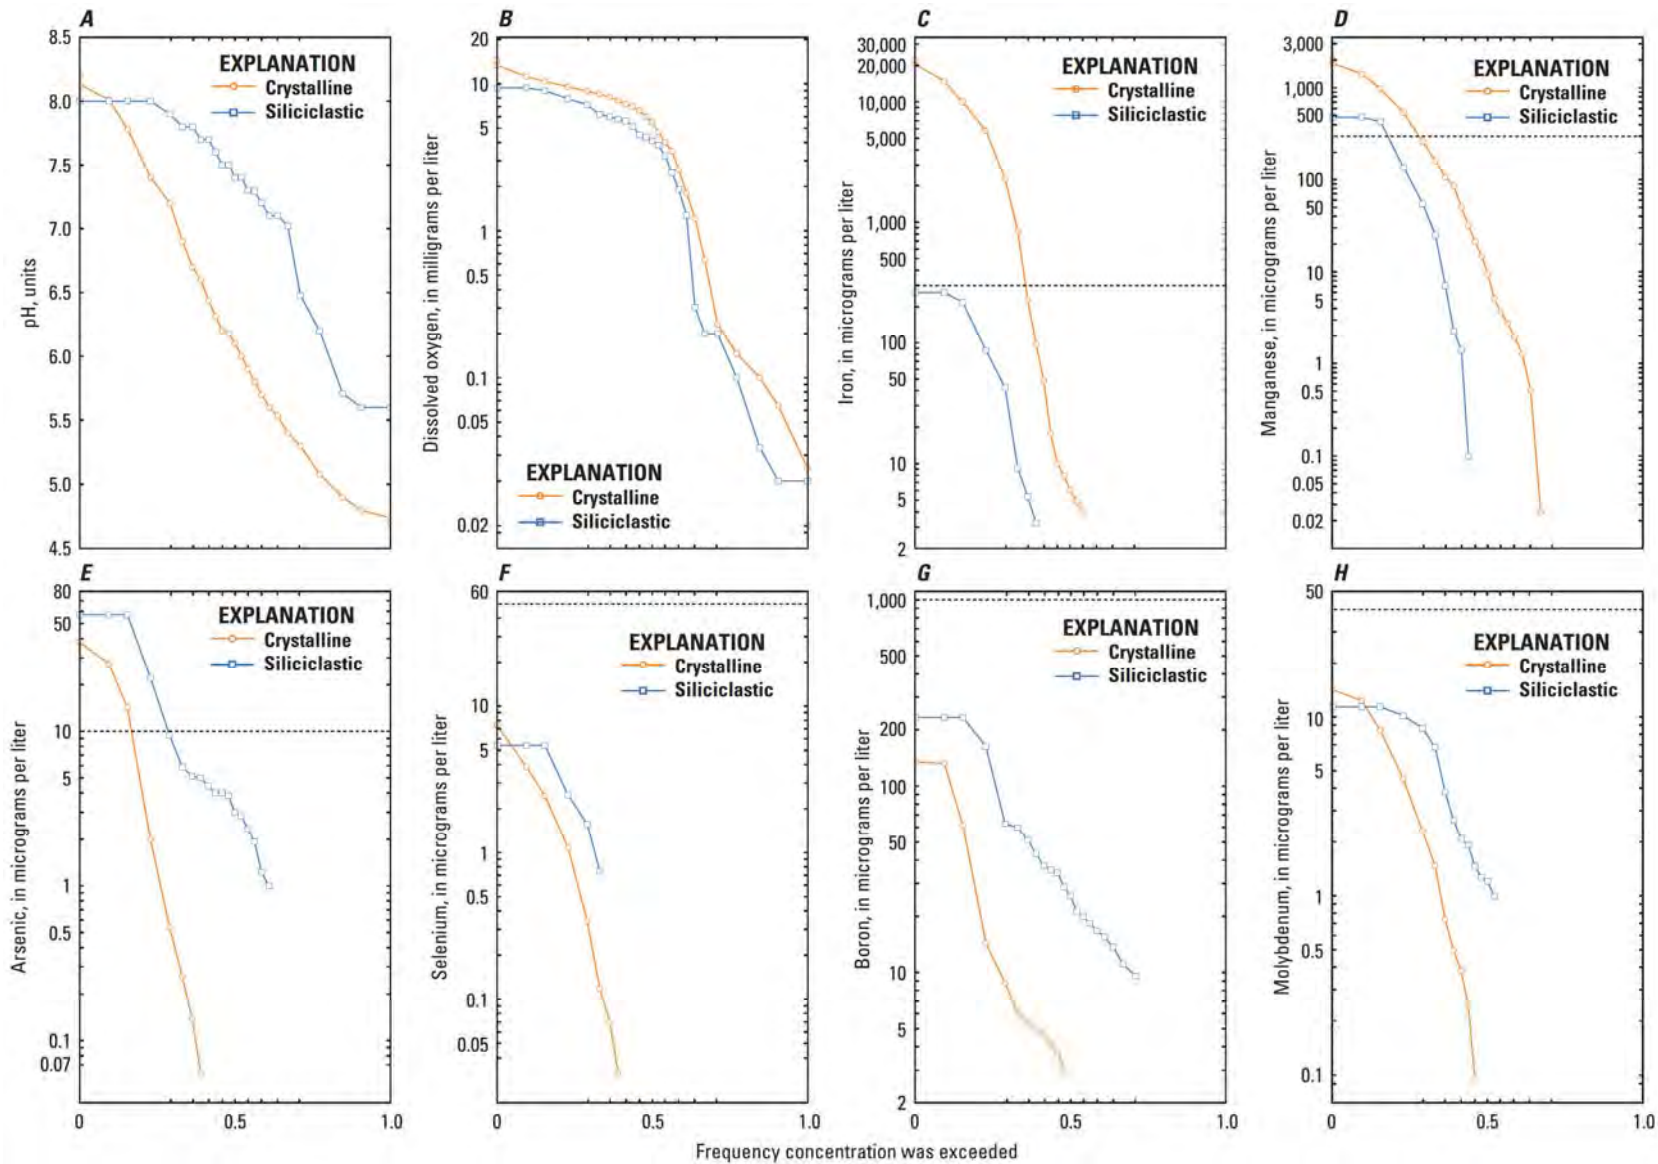 A
pH, units
8.5
8.0
7.5
7.0
6.5
6.0
5.5
5.0
4.5
EXPLANATION
Crystalline
Siliciclastic
B
Dissolved oxygen, in milligrams per liter
20
10
5
1
0.5
0.1
0.05
0.02
EXPLANATION
Crystalline
Siliciclastic
C
Iron, in micrograms per liter
30,000
20,000
10,000
5,000
1,000
500
100
50
10
5
2
EXPLANATION
Crystalline
Siliciclastic
D
Manganese, in micrograms per liter
3,000
1,000
500
100
50
10
5
1
0.5
0.1
0.05
0.02
EXPLANATION
Crystalline
Siliciclastic
E
Arsenic, in micrograms per liter
80
50
10
5
1
0.5
0.1
0.07
EXPLANATION
Crystalline
Siliciclastic
0 0.5 1.0
F
Selenium, in micrograms per liter
60
10
5
1
0.5
0.1
0.05
EXPLANATION
Crystalline
Siliciclastic
0 0.5 1.0
G
Boron, in micrograms per liter
1,000
500
200
100
50
10
5
2
EXPLANATION
Crystalline
Siliciclastic
0 0.5 1.0
H
Molybdenum, in micrograms per liter
50
10
5
1
0.5
0.1
EXPLANATION
Crystalline
Siliciclastic
0 0.5 1.0
Frequency concentration was exceeded